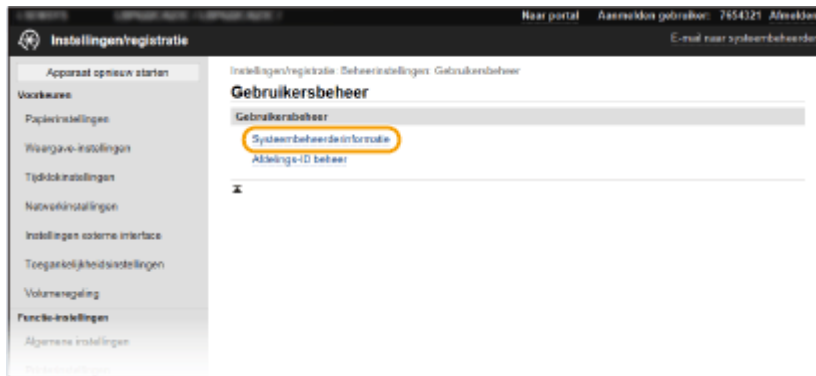 Naar portal Aanmelden gebruiker: 7654321 Afmelden
Instellingen/registratie
E-mail naar systeembeheerder
Apparaat opnieuw starten
Voorkeuren
Papierinstellingen
Weergave-instellingen
Tijdklokinstellingen
Netwerkinstellingen
Instellingen externe interface
Toegankelijkheidsinstellingen
Volumeregeling
Functie-instellingen
Algemene instellingen
Instellingen/registratie: Beheerinstellingen: Gebruikersbeheer
Gebruikersbeheer
Gebruikersbeheer
Systeembeheerderinformatie
Afdelings-ID beheer